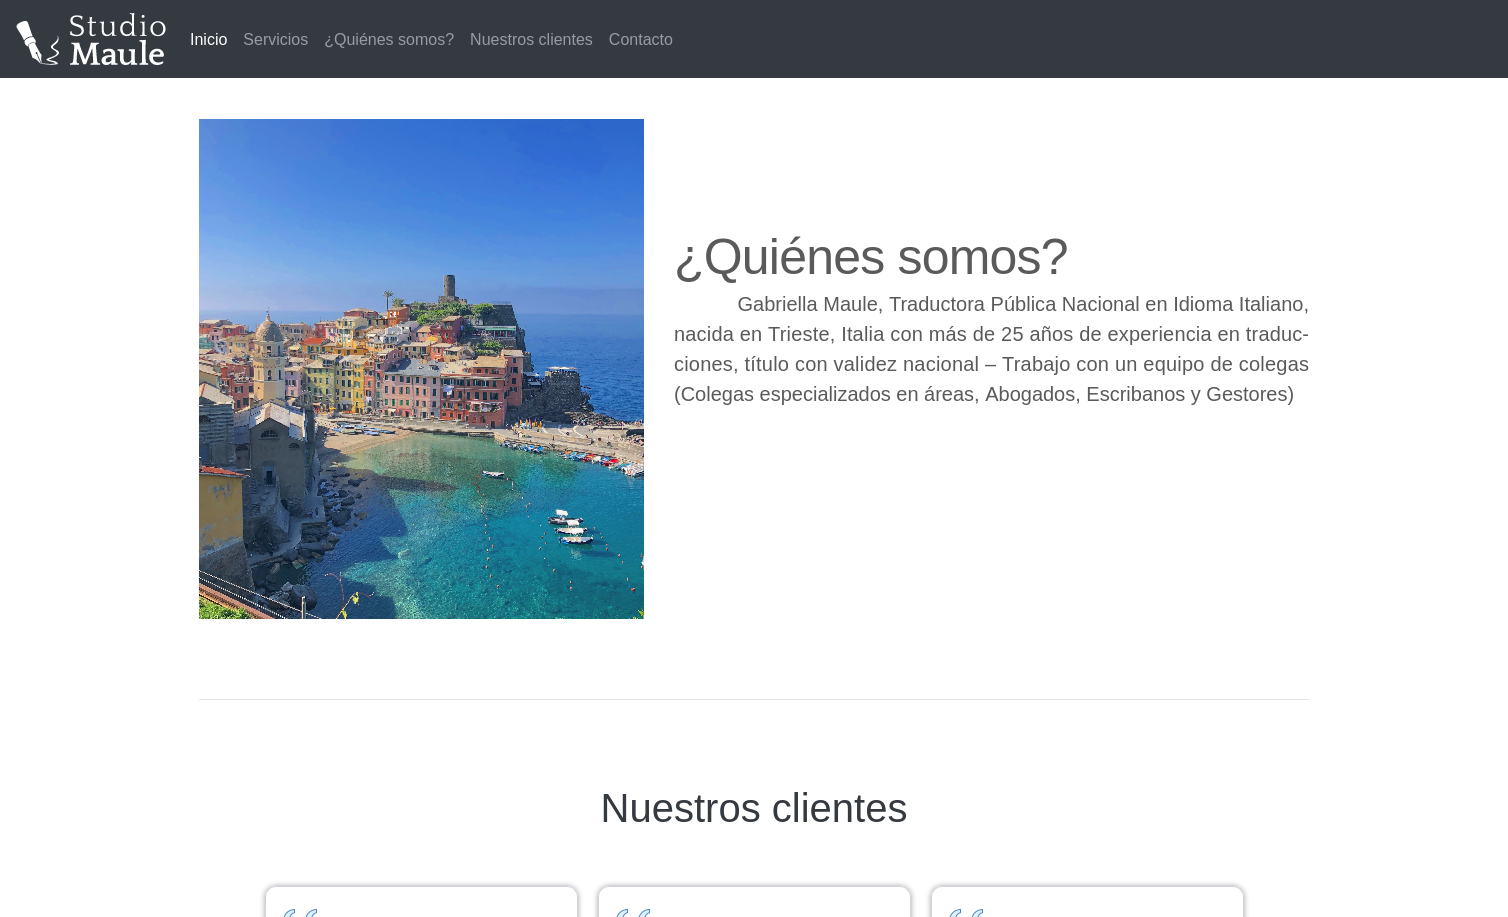 Studio
Maule
Inicio Servicios ¿Quiénes somos? Nuestros clientes Contacto
¿Quiénes somos?
Gabriella Maule, Traductora Pública Nacional en Idioma Italiano,
nacida en Trieste, Italia con más de 25 años de experiencia en traduc-
ciones, título con validez nacional – Trabajo con un equipo de colegas
(Colegas especializados en áreas, Abogados, Escribanos y Gestores)
Nuestros clientes